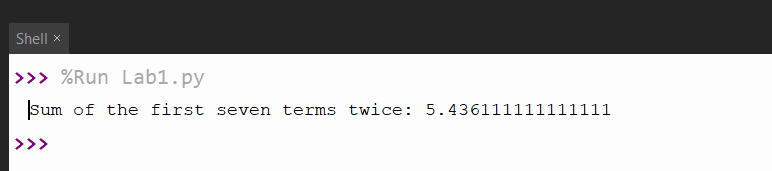 Shell ×
>>> %Run Lab1.py
Sum of the first seven terms twice: 5.436111111111111
>>>